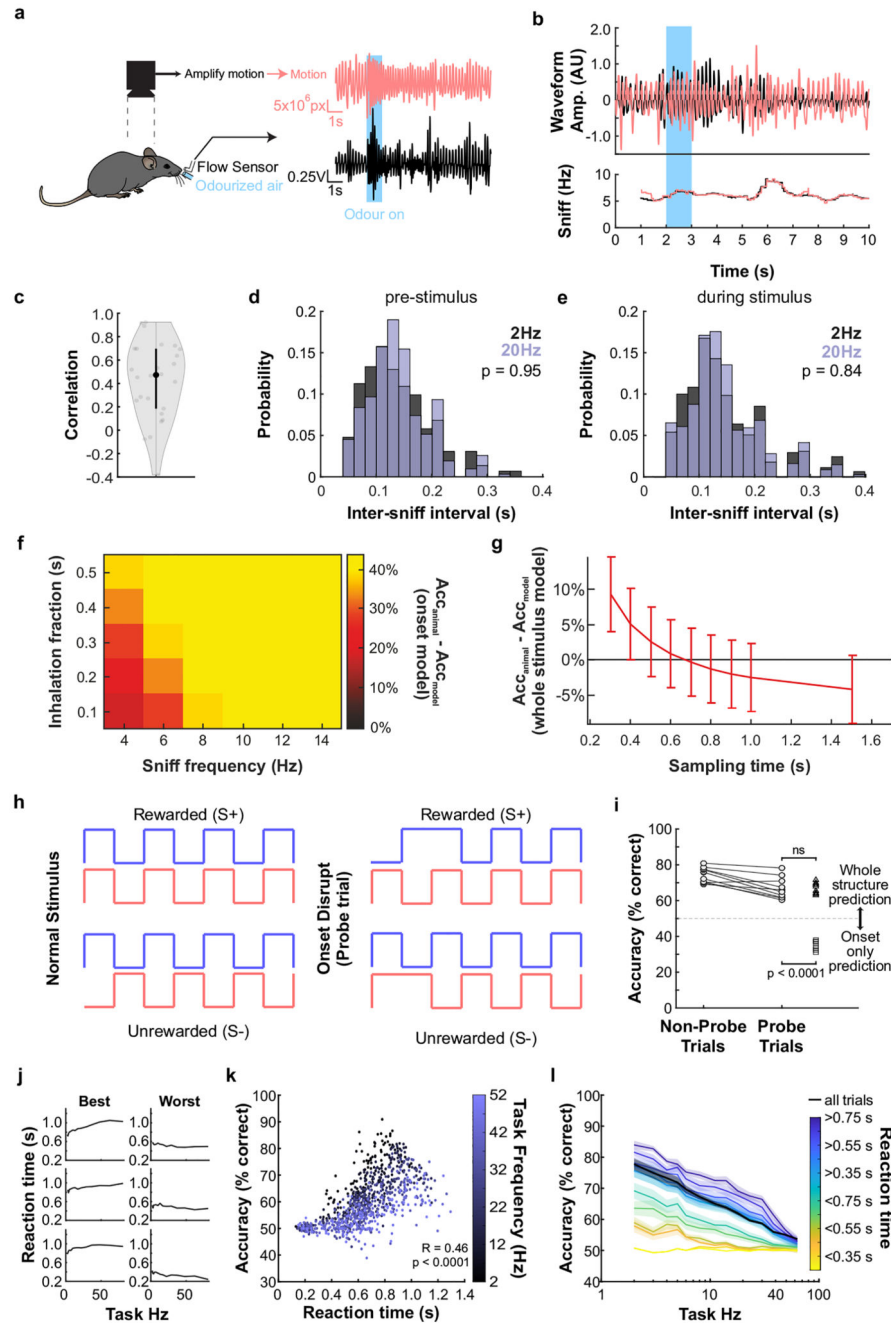 a
Amplify motion
Motion
5x10⁶px
1s
Flow Sensor
Odourized air
0.25V
1s
Odour on
b
Waveform
Amp. (AU)
2.0
1.0
0
-1.0
Sniff (Hz)
10
5
0
0 1 2 3 4 5 6 7 8 9 10
Time (s)
c
Correlation
1.0
0.8
0.6
0.4
0.2
0
-0.2
-0.4
d
pre-stimulus
Probability
0.2
0.15
0.1
0.05
0
2Hz
20Hz
p = 0.95
0 0.1 0.2 0.3 0.4
Inter-sniff interval (s)
e
during stimulus
Probability
0.2
0.15
0.1
0.05
0
2Hz
20Hz
p = 0.84
0 0.1 0.2 0.3 0.4
Inter-sniff interval (s)
f
Inhalation fraction (s)
0.5
0.3
0.2
0.1
4 6 8 10 12 14
Sniff frequency (Hz)
40%
30%
20%
10%
0%
Acc animal - Acc model
(onset model)
g
Acc animal - Acc model
(whole stimulus model)
10%
5%
0%
-5%
0.2 0.4 0.6 0.8 1.0 1.2 1.4 1.6
Sampling time (s)
h
Normal Stimulus
Rewarded (S+)
Unrewarded (S-)
Onset Disrupt
(Probe trial)
Rewarded (S+)
Unrewarded (S-)
i
Accuracy (% correct)
100
80
60
40
20
0
ns
p < 0.0001
Whole
structure
prediction
Onset
only
prediction
Non-Probe
Trials
Probe
Trials
j
Best
Worst
Reaction time (s)
1.0
0.6
0.2
1.0
0.6
0.2
1.0
0.6
0.2
1.0
0.6
0.2
1.0
0.6
0.2
1.0
0.6
0.2
0 50
0 50
Task Hz
k
Accuracy (% correct)
100
90
80
70
60
50
40
30
R = 0.46
p < 0.0001
0 0.2 0.4 0.6 0.8 1.0 1.2 1.4
Reaction time (s)
52
42
32
22
12
2
Task Frequency (Hz)
l
Accuracy (% correct)
100
90
80
70
60
50
40
1 10 40 100
Task Hz
all trials
>0.75 s
>0.55 s
<0.35 s
<0.55 s
<0.35 s
Reaction time